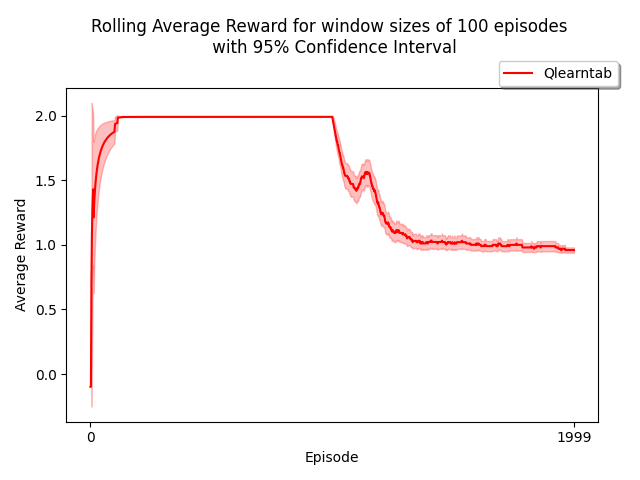 Rolling Average Reward for window sizes of 100 episodes
with 95% Confidence Interval
Qlearntab
2.0
1.5
1.0
0.5
0.0
Average Reward
0
1999
Episode